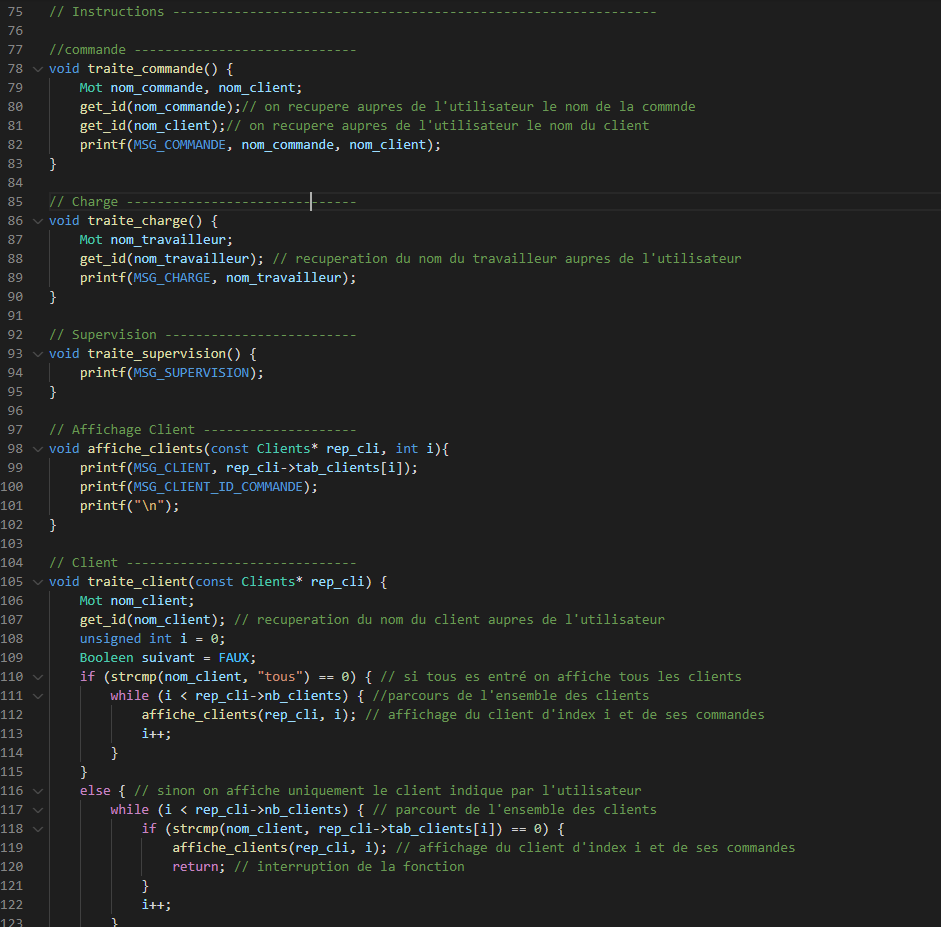 75 // Instructions ---------------------------------------------------------------
76
77 //commande -----------------------------
78 void traite_commande() {
79 Mot nom_commande, nom_client;
80 get_id(nom_commande);// on recupere aupres de l'utilisateur le nom de la commnde
81 get_id(nom_client);// on recupere aupres de l'utilisateur le nom du client
82 printf(MSG_COMMANDE, nom_commande, nom_client);
83 }
84
85 // Charge ------------------------------
86 void traite_charge() {
87 Mot nom_travailleur;
88 get_id(nom_travailleur); // recuperation du nom du travailleur aupres de l'utilisateur
89 printf(MSG_CHARGE, nom_travailleur);
90 }
91
92 // Supervision -------------------------
93 void traite_supervision() {
94 printf(MSG_SUPERVISION);
95 }
96
97 // Affichage Client --------------------
98 void affiche_clients(const Clients* rep_cli, int i){
99 printf(MSG_CLIENT, rep_cli->tab_clients[i]);
100 printf(MSG_CLIENT_ID_COMMANDE);
101 printf("\n");
102 }
103
104 // Client ------------------------------
105 void traite_client(const Clients* rep_cli) {
106 Mot nom_client;
107 get_id(nom_client); // recuperation du nom du client aupres de l'utilisateur
108 unsigned int i = 0;
109 Booleen suivant = FAUX;
110 if (strcmp(nom_client, "tous") == 0) { // si tous es entré on affiche tous les clients
111 while (i < rep_cli->nb_clients) { //parcours de l'ensemble des clients
112 affiche_clients(rep_cli, i); // affichage du client d'index i et de ses commandes
113 i++;
114 }
115 }
116 else { // sinon on affiche uniquement le client indique par l'utilisateur
117 while (i < rep_cli->nb_clients) { // parcourt de l'ensemble des clients
118 if (strcmp(nom_client, rep_cli->tab_clients[i]) == 0) {
119 affiche_clients(rep_cli, i); // affichage du client d'index i et de ses commandes
120 return; // interruption de la fonction
121 }
122 i++;
123 }